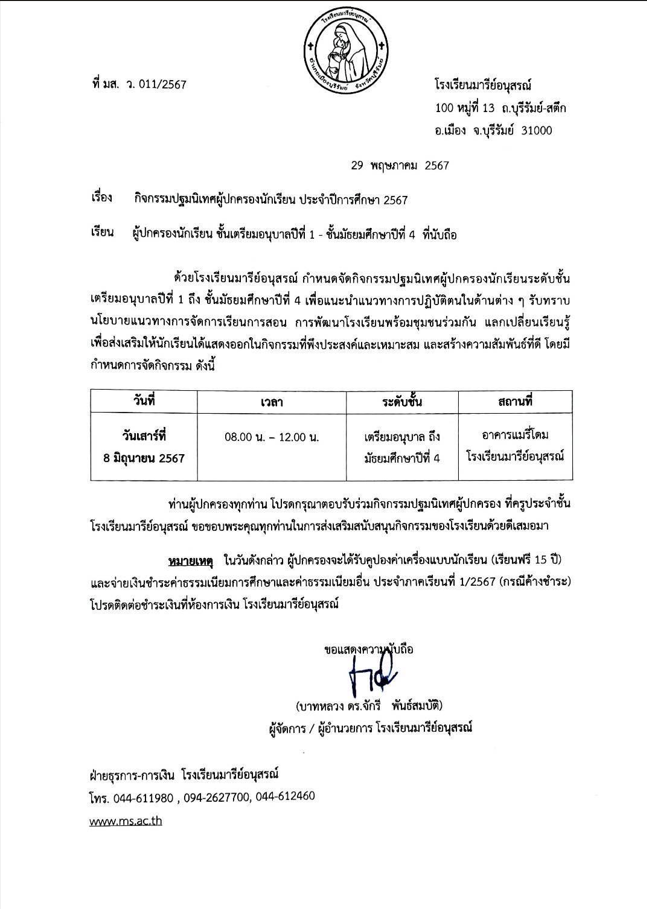 โรงเรียนมารีย์อนุสรณ์
อำเภอเมืองบุรีรัมย์ จังหวัดบุรีรัมย์
ที่ มส. ว. 011/2567
โรงเรียนมารีย์อนุสรณ์
100 หมู่ที่ 13 ถ.บุรีรัมย์-สตึก
อ.เมือง จ.บุรีรัมย์ 31000
29 พฤษภาคม 2567
เรื่อง กิจกรรมปฐมนิเทศผู้ปกครองนักเรียน ประจำปีการศึกษา 2567
เรียน ผู้ปกครองนักเรียน ชั้นเตรียมอนุบาลปีที่ 1 - ชั้นมัธยมศึกษาปีที่ 4 ที่นับถือ
ด้วยโรงเรียนมารีย์อนุสรณ์ กำหนดจัดกิจกรรมปฐมนิเทศผู้ปกครองนักเรียนระดับชั้น
เตรียมอนุบาลปีที่ 1 ถึง ชั้นมัธยมศึกษาปีที่ 4 เพื่อแนะนำแนวทางการปฏิบัติตนในด้านต่าง ๆ รับทราบ
นโยบายแนวทางการจัดการเรียนการสอน การพัฒนาโรงเรียนพร้อมชุมชนร่วมกัน แลกเปลี่ยนเรียนรู้
เพื่อส่งเสริมให้นักเรียนได้แสดงออกในกิจกรรมที่พึงประสงค์และเหมาะสม และสร้างความสัมพันธ์ที่ดี โดยมี
กำหนดการจัดกิจกรรม ดังนี้
วันที่ เวลา ระดับชั้น สถานที่
วันเสาร์ที่ 08.00 น. – 12.00 น. เตรียมอนุบาล ถึง อาคารแมรี่โดม
8 มิถุนายน 2567 มัธยมศึกษาปีที่ 4 โรงเรียนมารีย์อนุสรณ์
ท่านผู้ปกครองทุกท่าน โปรดกรุณาตอบรับร่วมกิจกรรมปฐมนิเทศผู้ปกครอง ที่ครูประจำชั้น
โรงเรียนมารีย์อนุสรณ์ ขอขอบพระคุณทุกท่านในการส่งเสริมสนับสนุนกิจกรรมของโรงเรียนด้วยดีเสมอมา
หมายเหตุ ในวันดังกล่าว ผู้ปกครองจะได้รับคูปองค่าเครื่องแบบนักเรียน (เรียนฟรี 15 ปี)
และจ่ายเงินชำระค่าธรรมเนียมการศึกษาและค่าธรรมเนียมอื่น ประจำภาคเรียนที่ 1/2567 (กรณีค้างชำระ)
โปรดติดต่อชำระเงินที่ห้องการเงิน โรงเรียนมารีย์อนุสรณ์
ขอแสดงความนับถือ
(บาทหลวง ดร.จักรี พันธ์สมบัติ)
ผู้จัดการ / ผู้อำนวยการ โรงเรียนมารีย์อนุสรณ์
ฝ่ายธุรการ-การเงิน โรงเรียนมารีย์อนุสรณ์
โทร. 044-611980 , 094-2627700, 044-612460
www.ms.ac.th